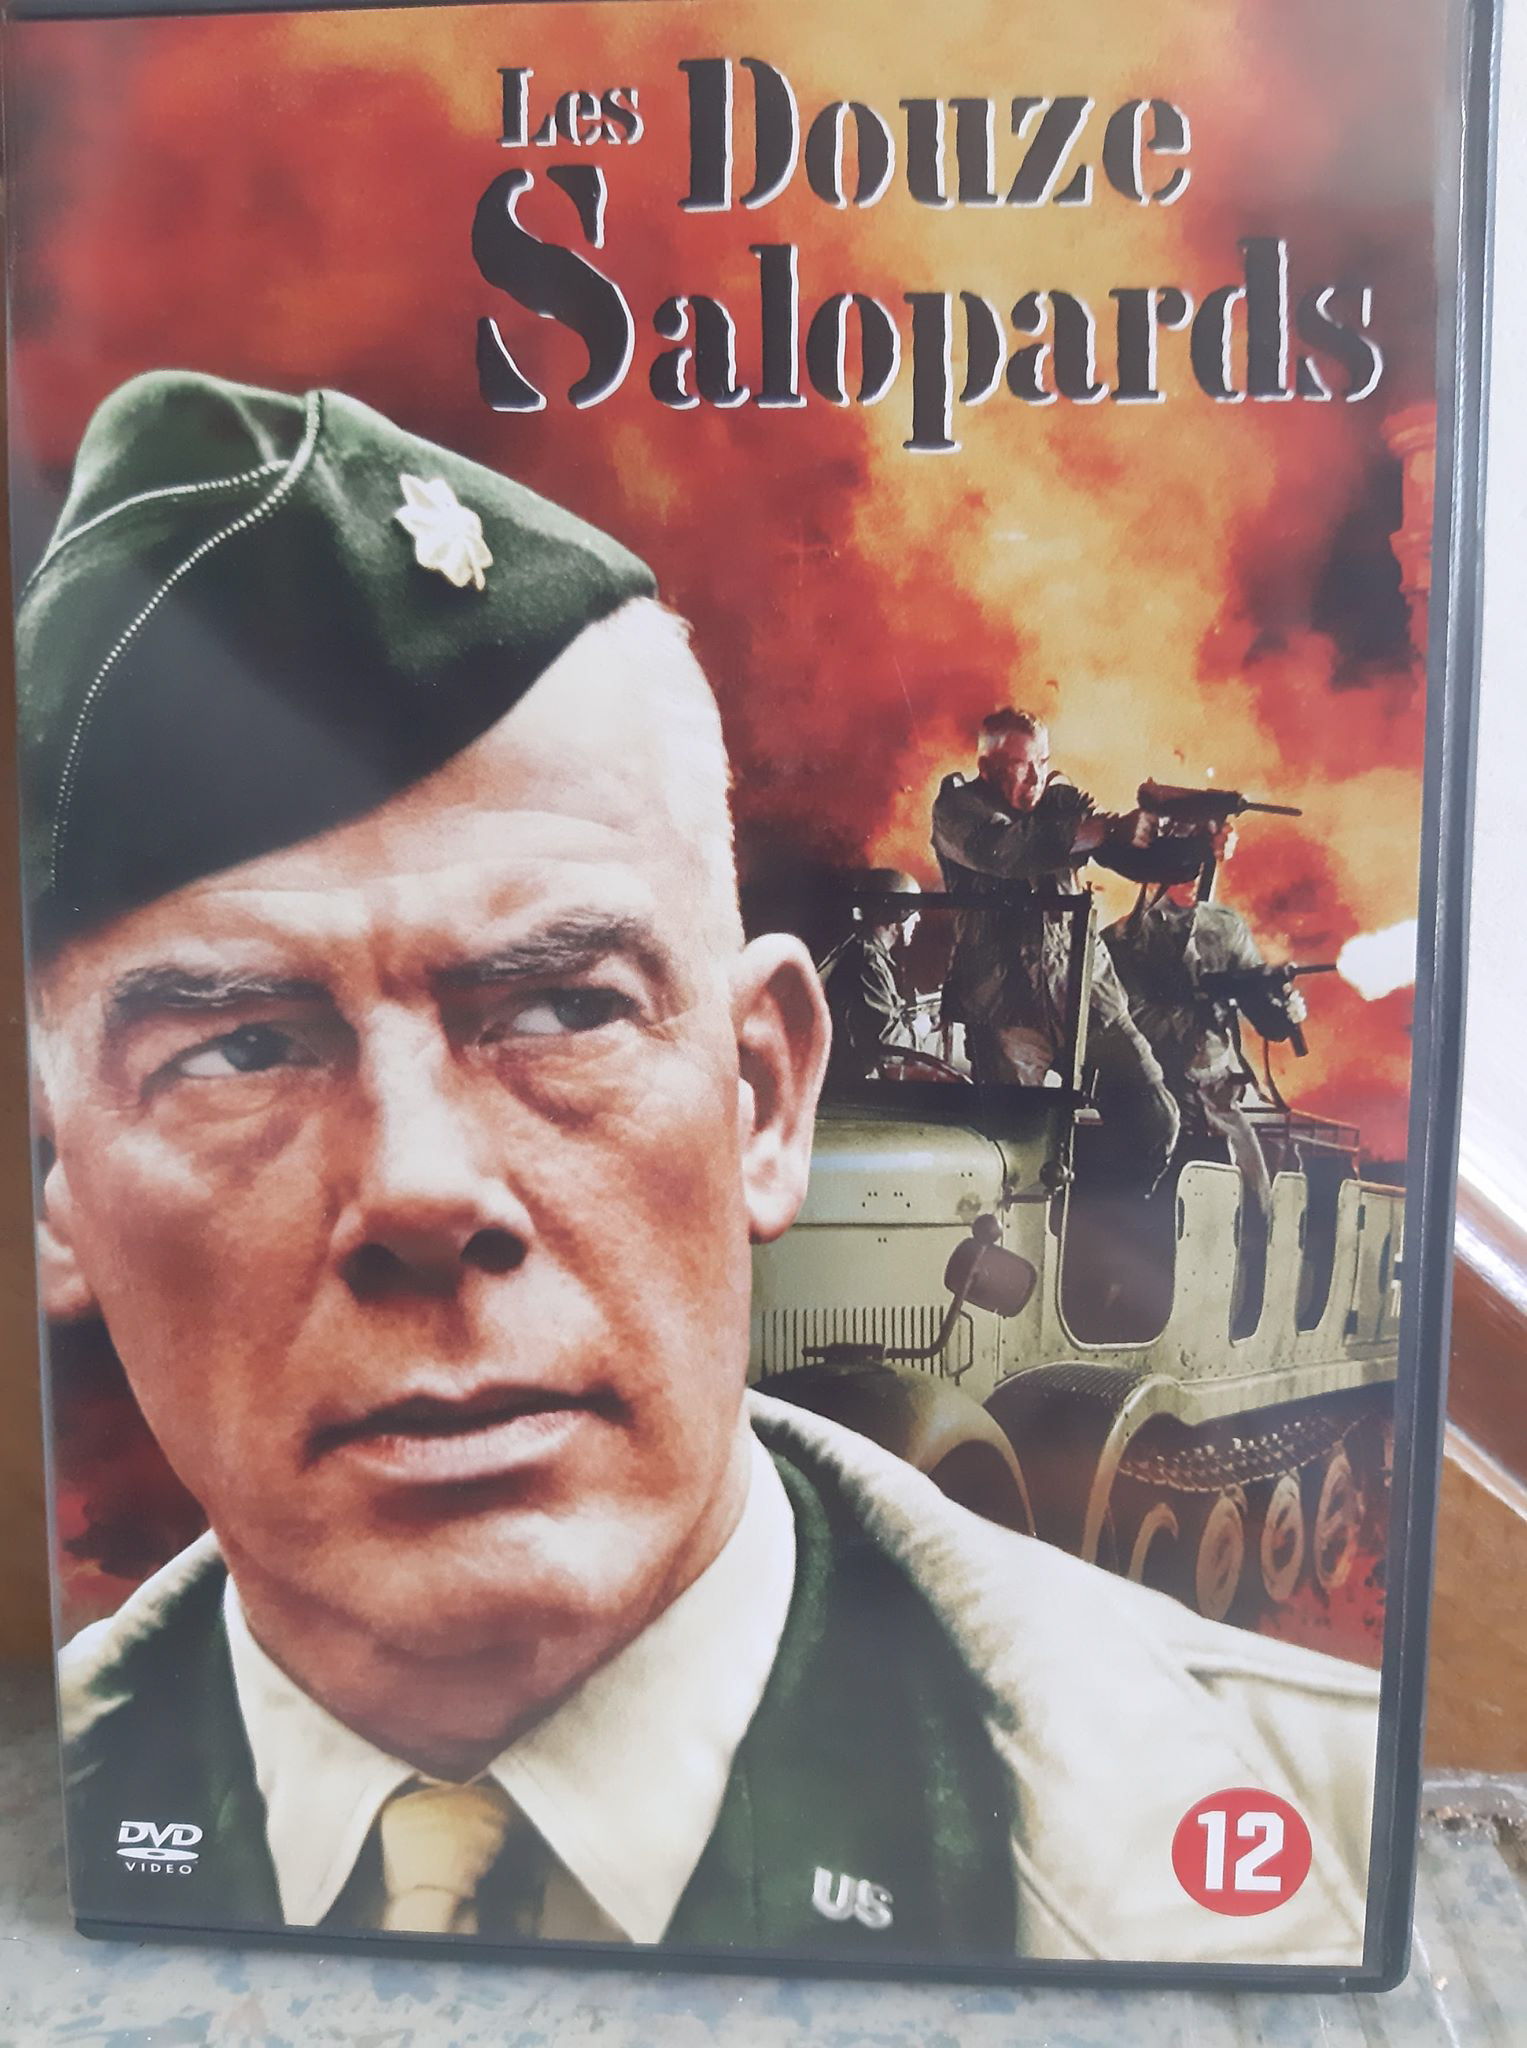 Les Douze
Salopards
DVD
VIDEO
US
12